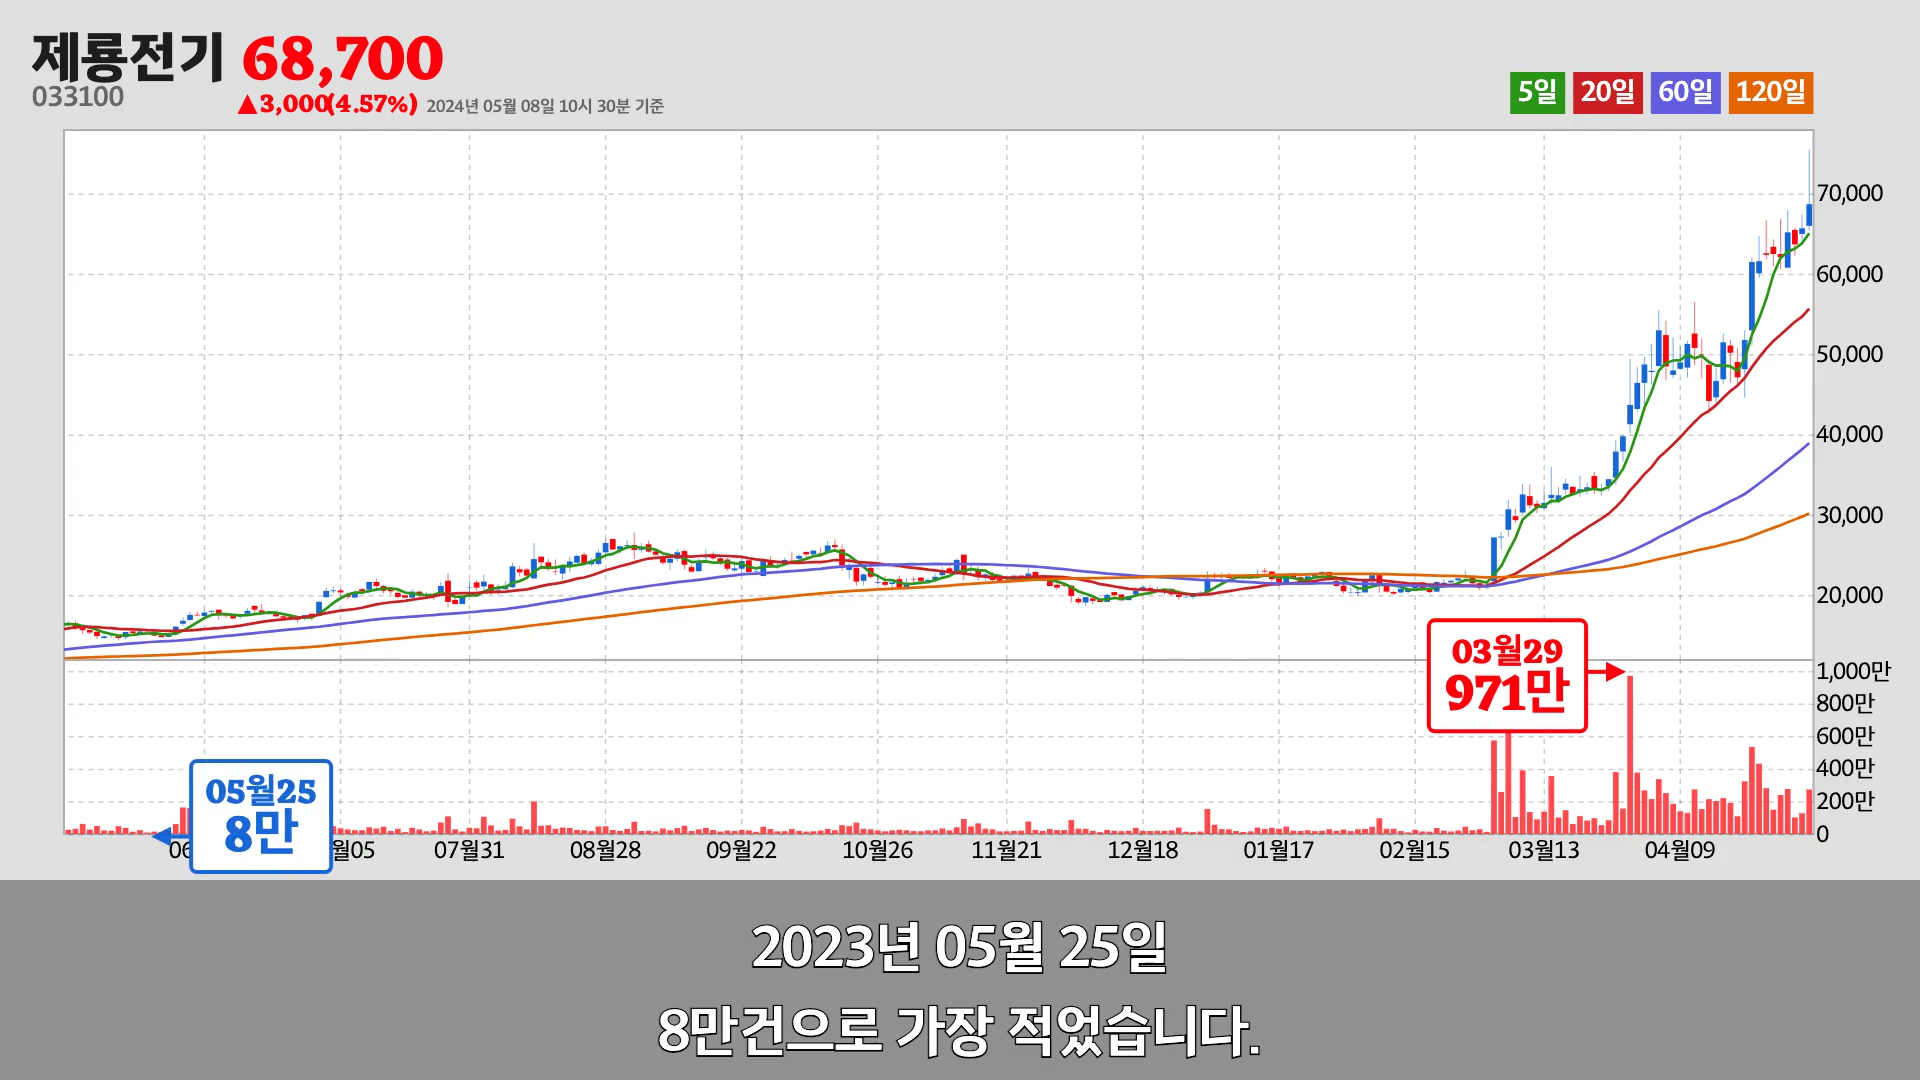 제룡전기 68,700
033100
▲3,000(4.57%) 2024년 05월 08일 10시 30분 기준
5일 20일 60일 120일
70,000
60,000
50,000
40,000
30,000
20,000
03월29
971만
1,000만
800만
600만
400만
200만
0
05월25
8만
06
월05
07월31
08월28
09월22
10월26
11월21
12월18
01월17
02월15
03월13
04월09
2023년 05월 25일
8만건으로 가장 적었습니다.